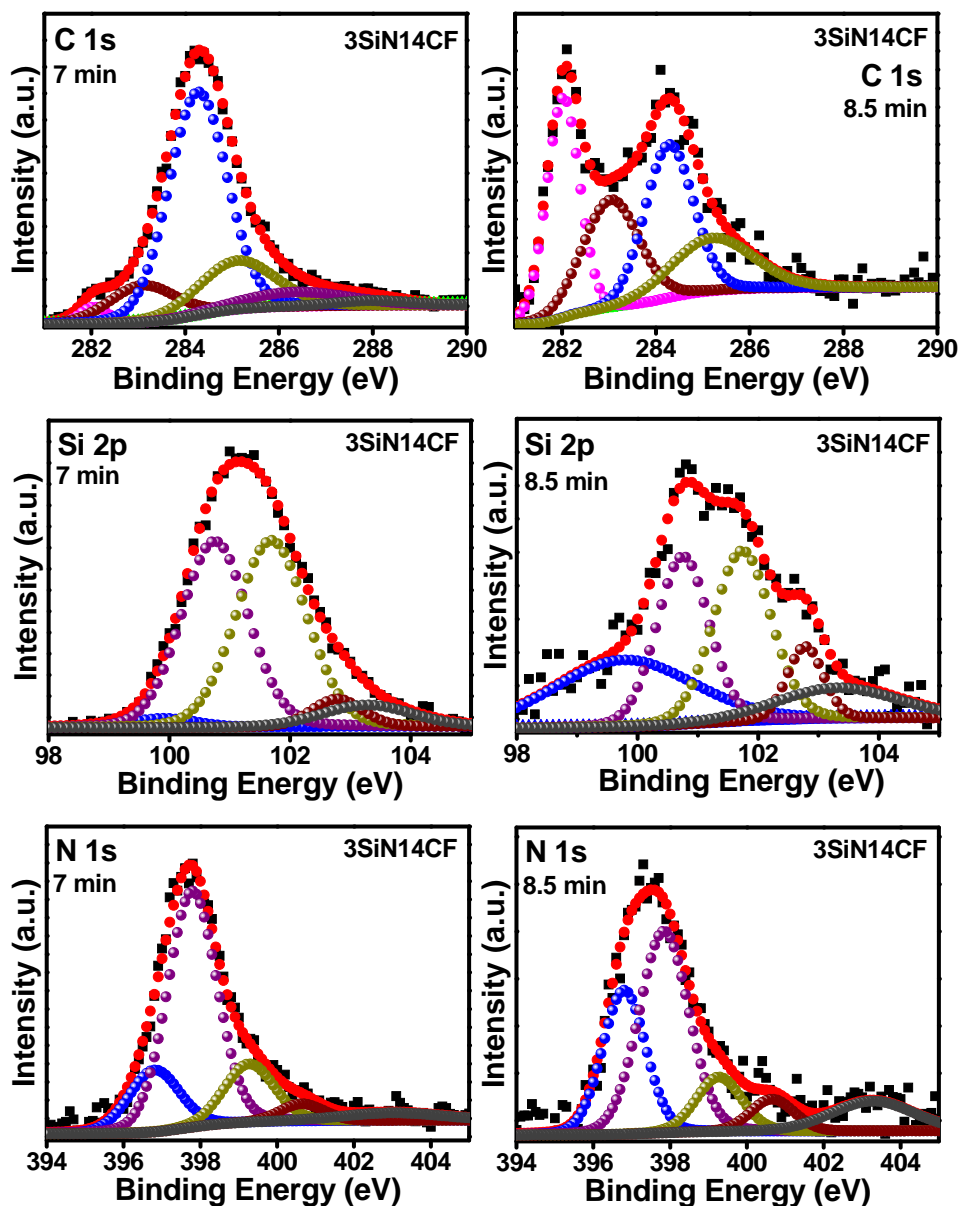 C 1s
7 min
3SiN14CF
Intensity (a.u.)
282 284 286 288 290
Binding Energy (eV)
3SiN14CF
C 1s
8.5 min
Intensity (a.u.)
282 284 286 288 290
Binding Energy (eV)
Si 2p
7 min
3SiN14CF
Intensity (a.u.)
98 100 102 104
Binding Energy (eV)
Si 2p
8.5 min
3SiN14CF
Intensity (a.u.)
98 100 102 104
Binding Energy (eV)
N 1s
7 min
3SiN14CF
Intensity (a.u.)
394 396 398 400 402 404
Binding Energy (eV)
N 1s
8.5 min
3SiN14CF
Intensity (a.u.)
394 396 398 400 402 404
Binding Energy (eV)